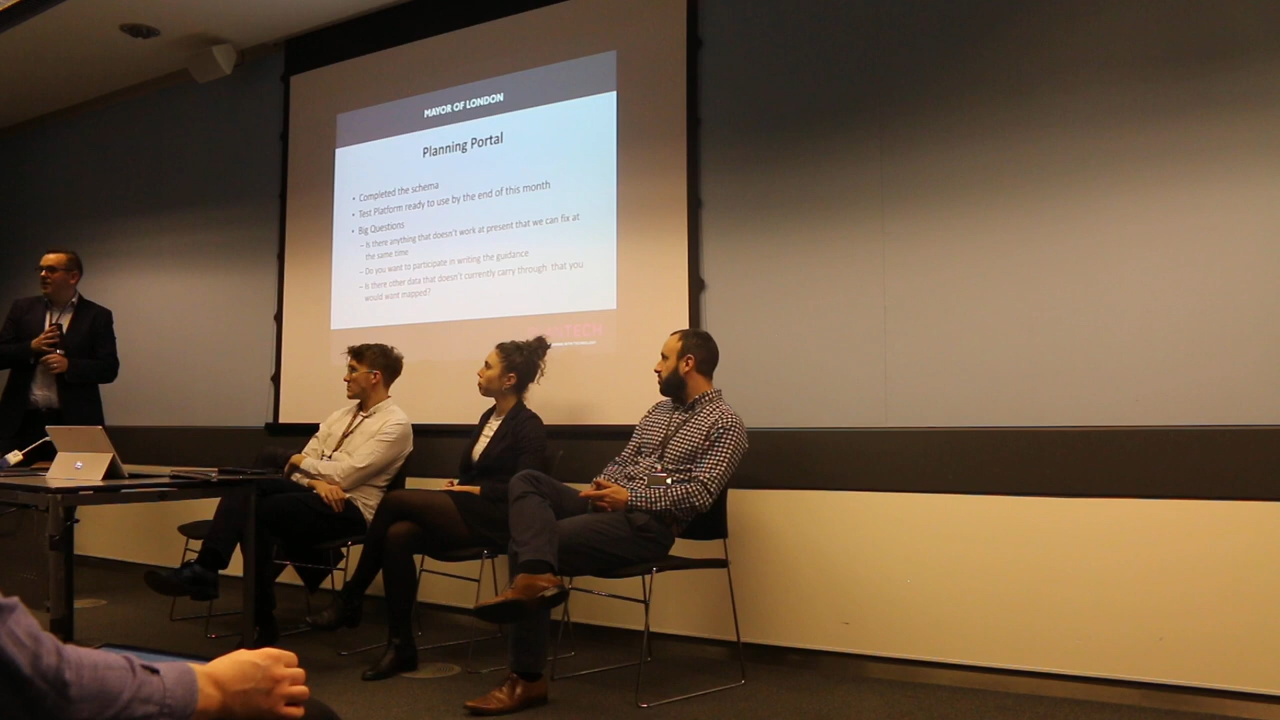 MAYOR OF LONDON
Planning Portal
• Completed the schema
• Test Platform ready to use by the end of this month
• Big Questions
– Is there anything that doesn't work at present that we can fix at
the same time
– Do you want to participate in writing the guidance
– Is there other data that doesn't currently carry through that you
would want mapped?
TECH